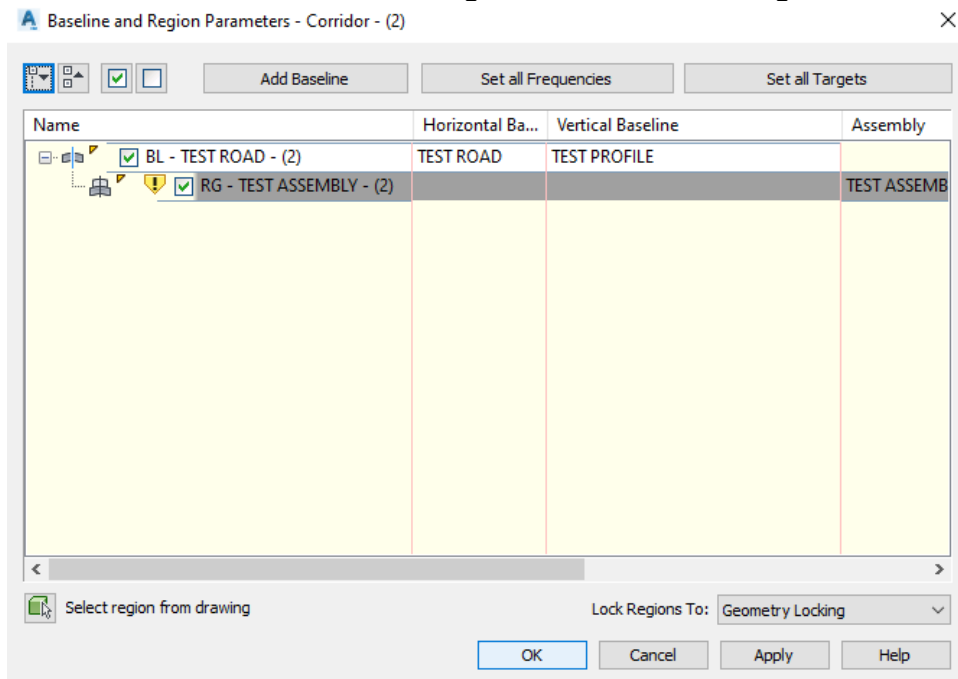 Baseline and Region Parameters - Corridor - (2)
Add Baseline Set all Frequencies Set all Targets
Name Horizontal Ba... Vertical Baseline Assembly
BL - TEST ROAD - (2) TEST ROAD TEST PROFILE
RG - TEST ASSEMBLY - (2) TEST ASSEMB
Select region from drawing Lock Regions To: Geometry Locking
OK Cancel Apply Help